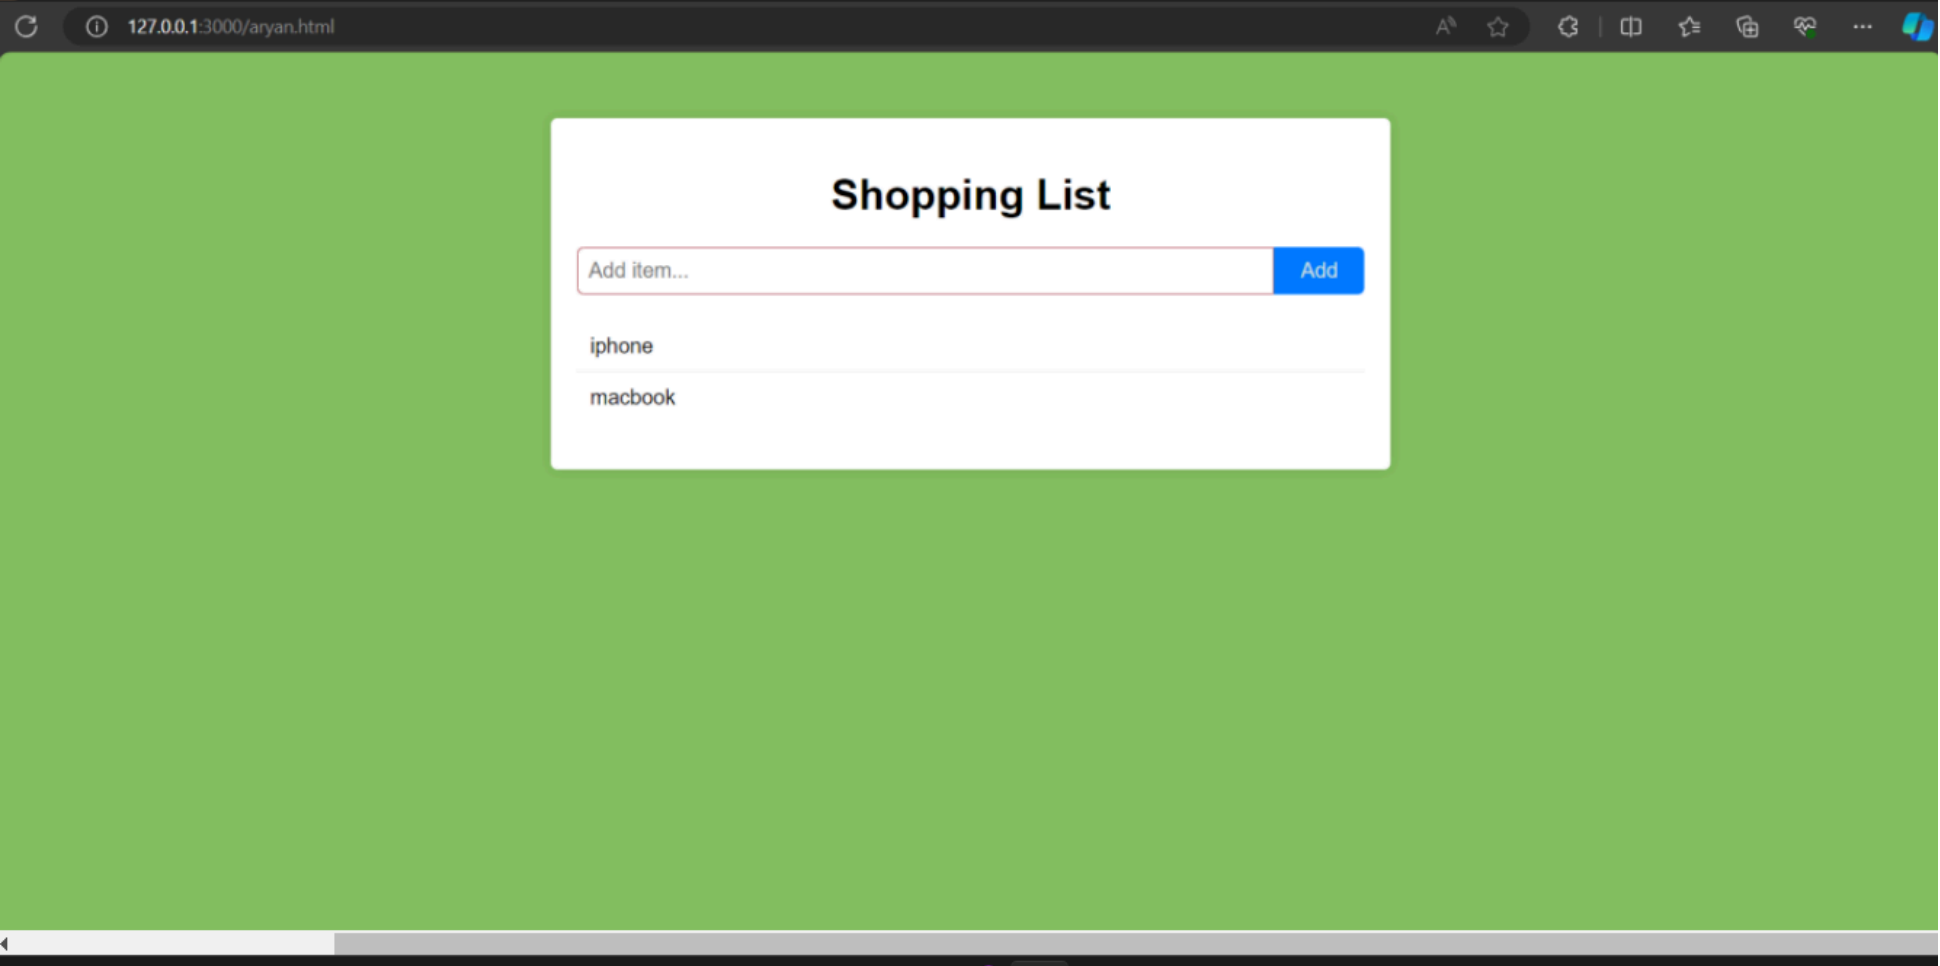 127.0.0.1:3000/aryan.html
Shopping List
Add item...
Add
iphone
macbook